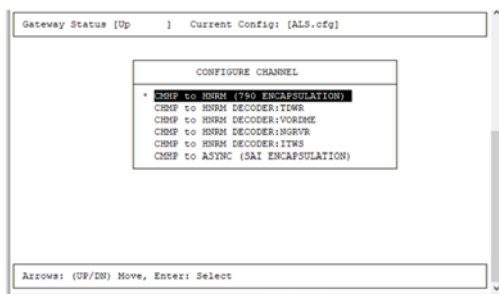 Gateway Status [Up ] Current Config: [ALS.cfg]
CONFIGURE CHANNEL
* CMHP to HNRM (790 ENCAPSULATION)
CMHP to HNRM DECODER:TDWR
CMHP to HNRM DECODER:VORDME
CMHP to HNRM DECODER:NGRVR
CMHP to HNRM DECODER:ITWS
CMHP to ASYNC (SAI ENCAPSULATION)
Arrows: (UP/DN) Move, Enter: Select